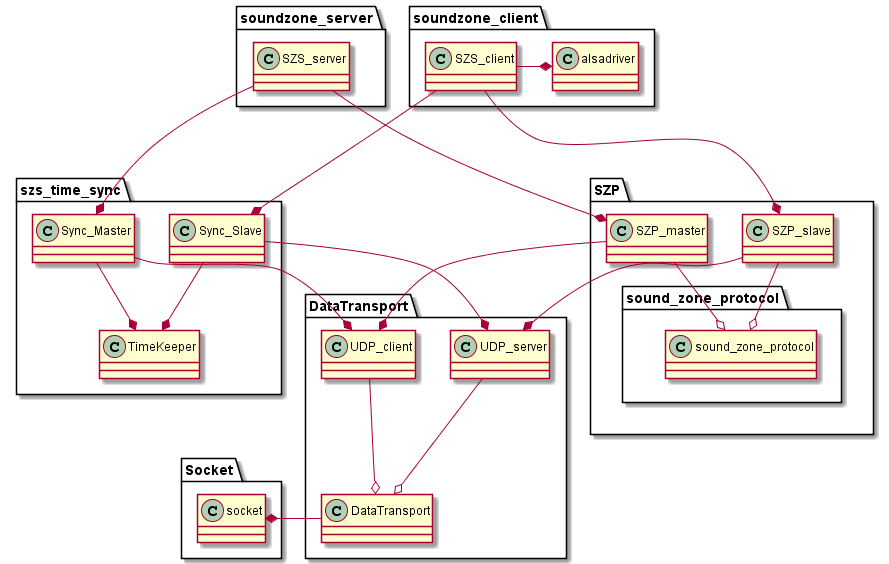 soundzone_server
soundzone_client
C SZS_server
C SZS_client
C alsadriver
szs_time_sync
SZP
C Sync_Master
C Sync_Slave
C SZP_master
C SZP_slave
DataTransport
sound_zone_protocol
C TimeKeeper
C UDP_client
C UDP_server
C sound_zone_protocol
Socket
C socket
C DataTransport